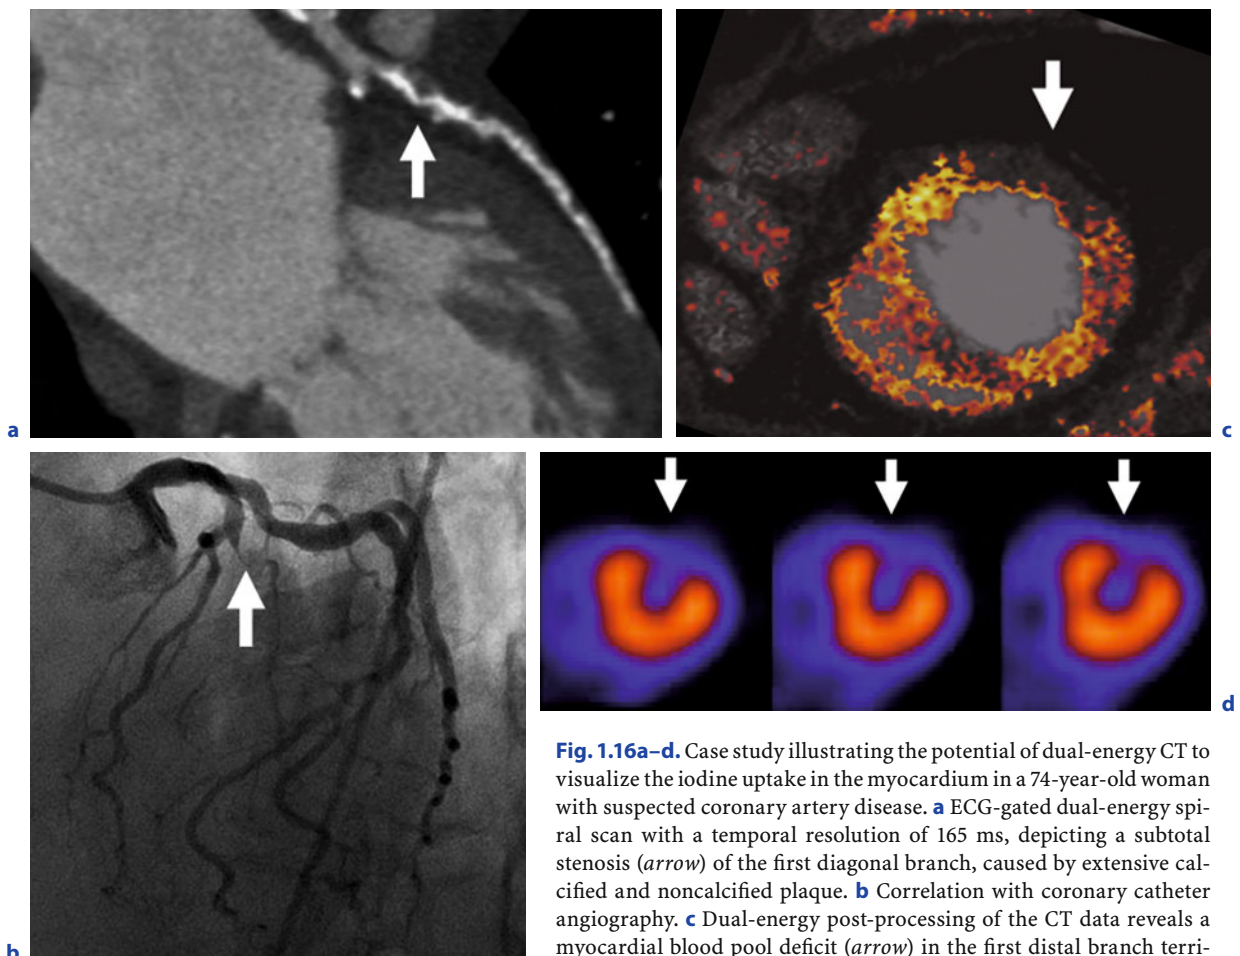 a
c
b
d
Fig. 1.16a–d. Case study illustrating the potential of dual-energy CT to
visualize the iodine uptake in the myocardium in a 74-year-old woman
with suspected coronary artery disease. a ECG-gated dual-energy spi-
ral scan with a temporal resolution of 165 ms, depicting a subtotal
stenosis (arrow) of the first diagonal branch, caused by extensive cal-
cified and noncalcified plaque. b Correlation with coronary catheter
angiography. c Dual-energy post-processing of the CT data reveals a
myocardial blood pool deficit (arrow) in the first distal branch terri-